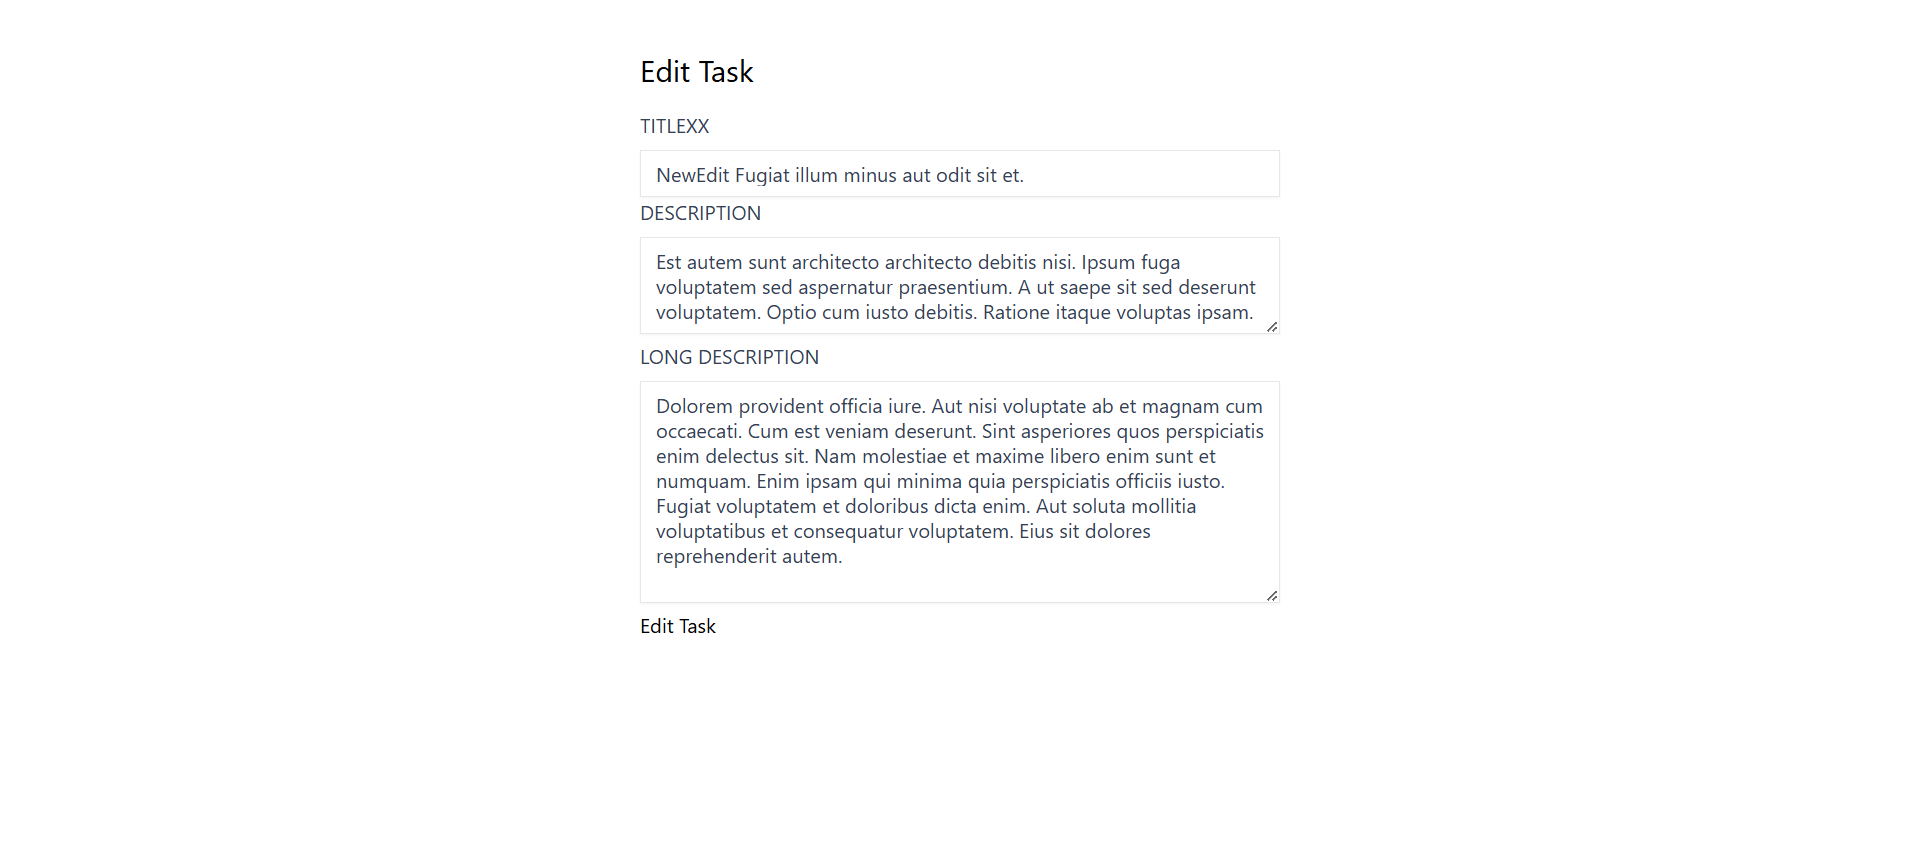 Edit Task
TITLEXX
NewEdit Fugiat illum minus aut odit sit et.
DESCRIPTION
Est autem sunt architecto architecto debitis nisi. Ipsum fuga
voluptatem sed aspernatur praesentium. A ut saepe sit sed deserunt
voluptatem. Optio cum iusto debitis. Ratione itaque voluptas ipsam.
LONG DESCRIPTION
Dolorem provident officia iure. Aut nisi voluptate ab et magnam cum
occaecati. Cum est veniam deserunt. Sint asperiores quos perspiciatis
enim delectus sit. Nam molestiae et maxime libero enim sunt et
numquam. Enim ipsam qui minima quia perspiciatis officiis iusto.
Fugiat voluptatem et doloribus dicta enim. Aut soluta mollitia
voluptatibus et consequatur voluptatem. Eius sit dolores
reprehenderit autem.
Edit Task